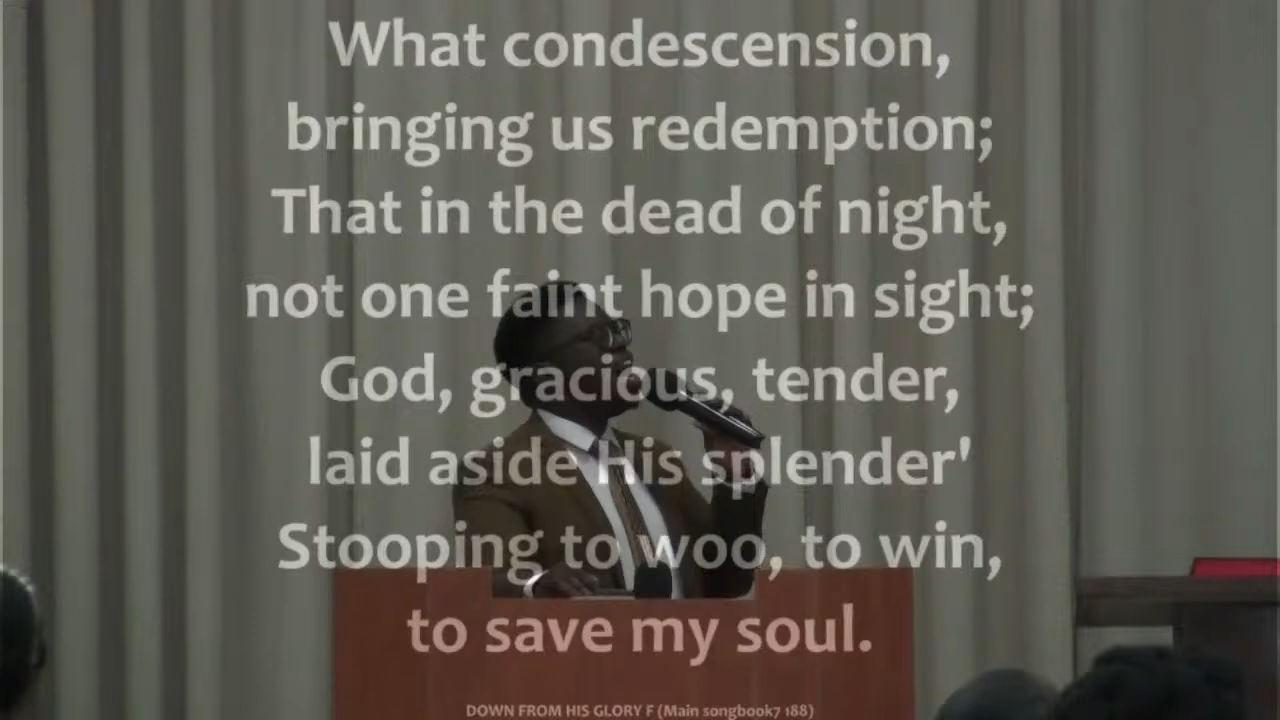 What condescension,
bringing us redemption;
That in the dead of night,
not one faint hope in sight;
God, gracious, tender,
laid aside His splender'
Stooping to woo, to win,
to save my soul.
DOWN FROM HIS GLORY F (Main songbook7 188)